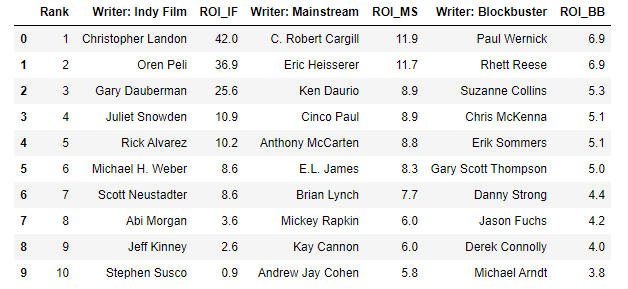 Rank Writer: Indy Film ROI_IF Writer: Mainstream ROI_MS Writer: Blockbuster ROI_BB
0 1 Christopher Landon 42.0 C. Robert Cargill 11.9 Paul Wernick 6.9
1 2 Oren Peli 36.9 Eric Heisserer 11.7 Rhett Reese 6.9
2 3 Gary Dauberman 25.6 Ken Daurio 8.9 Suzanne Collins 5.3
3 4 Juliet Snowden 10.9 Cinco Paul 8.9 Chris McKenna 5.1
4 5 Rick Alvarez 10.2 Anthony McCarten 8.8 Erik Sommers 5.1
5 6 Michael H. Weber 8.6 E.L. James 8.3 Gary Scott Thompson 5.0
6 7 Scott Neustadter 8.6 Brian Lynch 7.7 Danny Strong 4.4
7 8 Abi Morgan 3.6 Mickey Rapkin 6.0 Jason Fuchs 4.2
8 9 Jeff Kinney 2.6 Kay Cannon 6.0 Derek Connolly 4.0
9 10 Stephen Susco 0.9 Andrew Jay Cohen 5.8 Michael Arndt 3.8